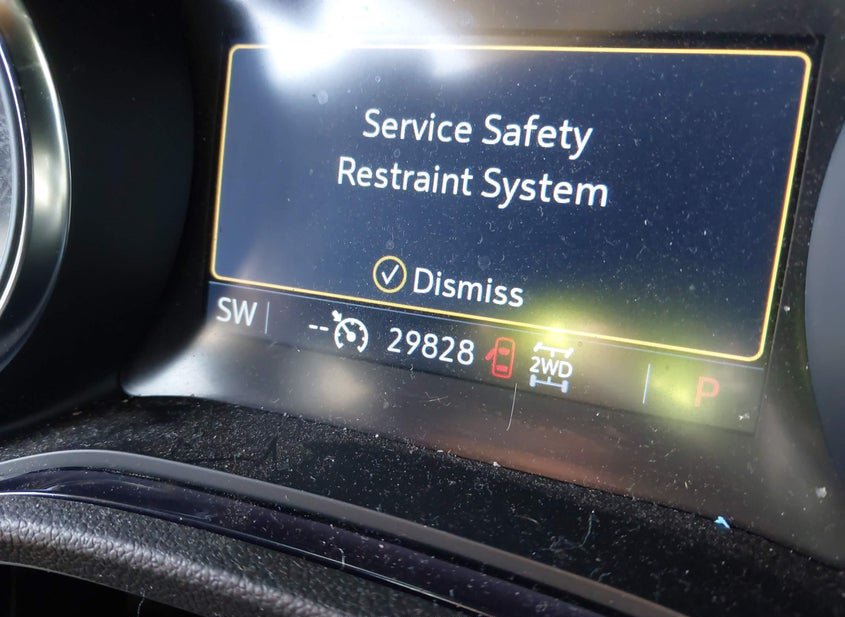 Service Safety
Restraint System
Dismiss
SW
--
29828
2WD
P